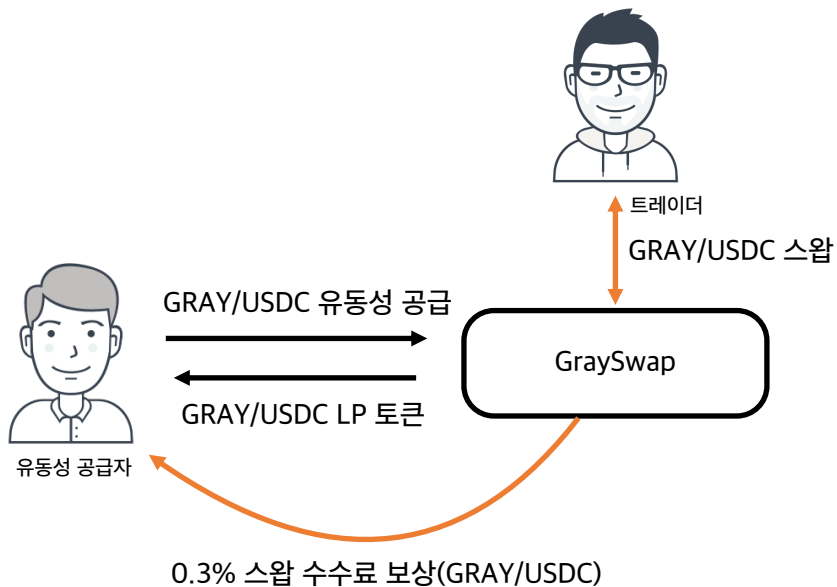 트레이더
GRAY/USDC 스왑
GRAY/USDC 유동성 공급
GraySwap
GRAY/USDC LP 토큰
유동성 공급자
0.3% 스왑 수수료 보상(GRAY/USDC)